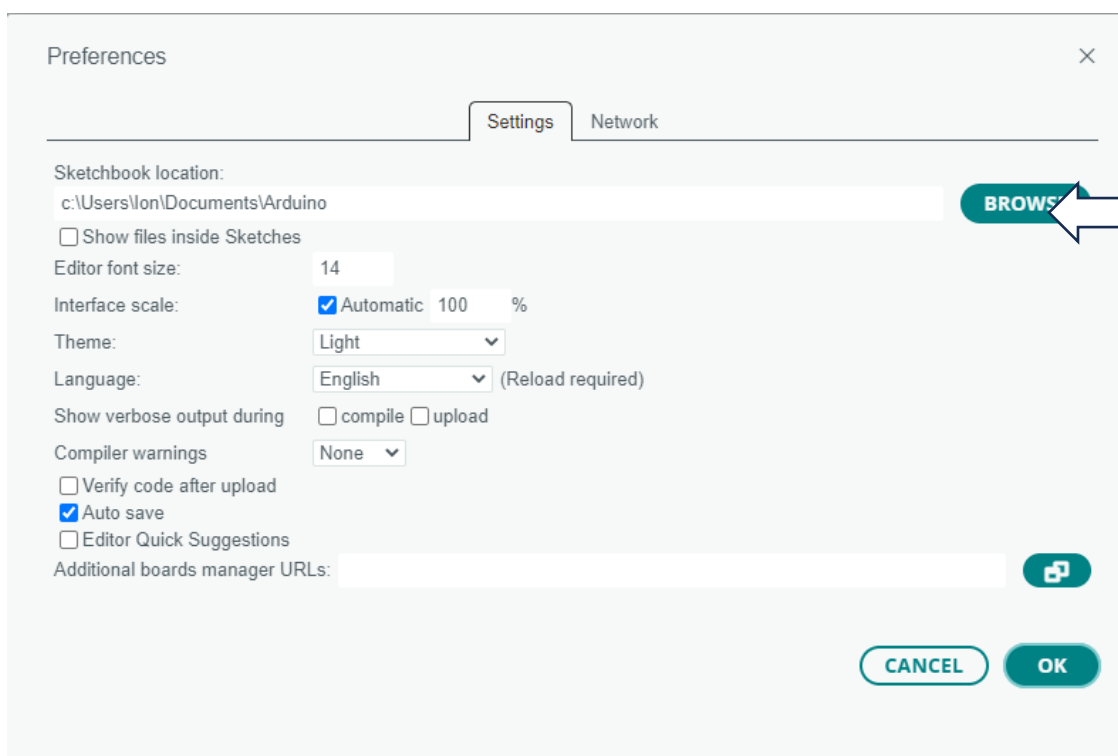 Preferences
Settings Network
Sketchbook location:
c:\Users\Ion\Documents\Arduino
BROWS
Show files inside Sketches
Editor font size: 14
Interface scale: Automatic 100 %
Theme: Light
Language: English (Reload required)
Show verbose output during compile upload
Compiler warnings None
Verify code after upload
Auto save
Editor Quick Suggestions
Additional boards manager URLs:
CANCEL OK